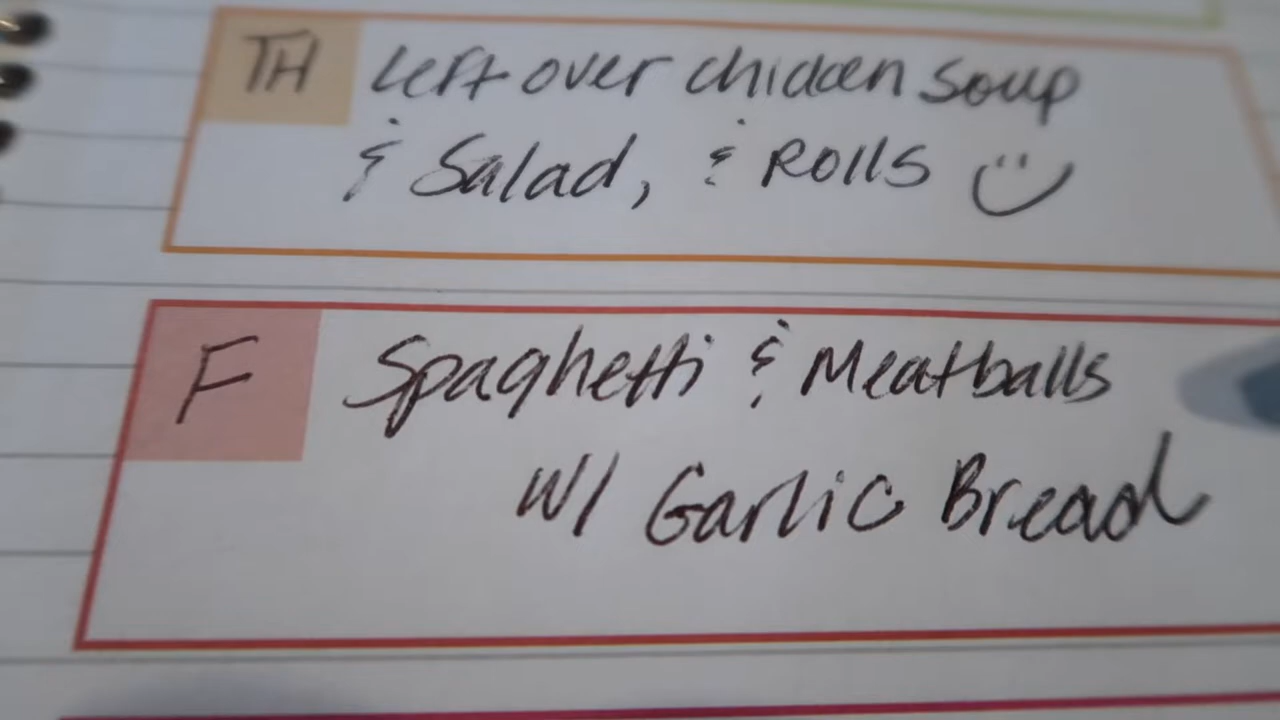 TH
Left over chicken soup
& Salad, & Rolls
F
Spaghetti & Meatballs
W/ Garlic Bread